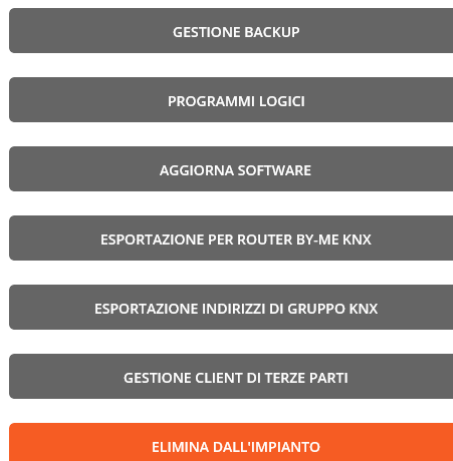 GESTIONE BACKUP
PROGRAMMI LOGICI
AGGIORNA SOFTWARE
ESPORTAZIONE PER ROUTER BY-ME KNX
ESPORTAZIONE INDIRIZZI DI GRUPPO KNX
GESTIONE CLIENT DI TERZE PARTI
ELIMINA DALL'IMPIANTO